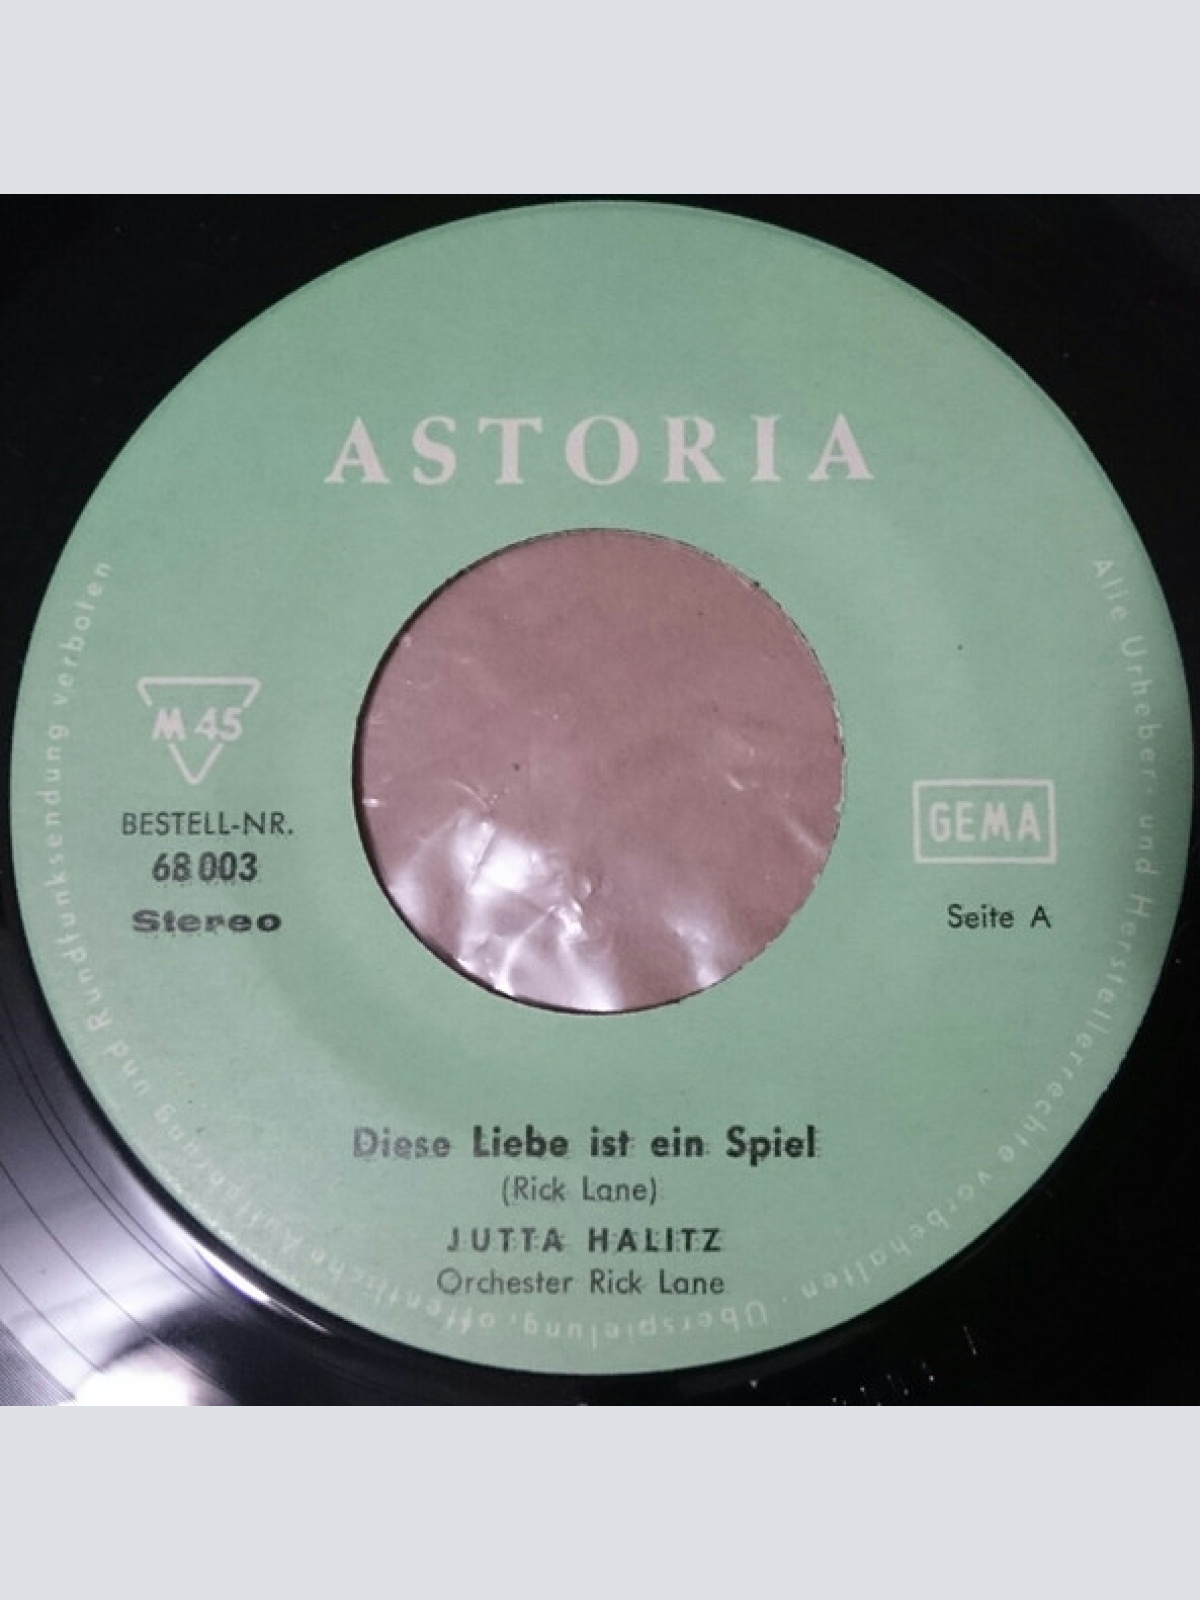 ASTORIA
M 45
BESTELL-NR.
68 003
Stereo
GEMA
Seite A
Diese Liebe ist ein Spiel
(Rick Lane)
JUTTA HALITZ
Orchester Rick Lane
Alle Urheber- und Herstellerrechte vorbehalten. Überspielung, öffentliche Aufführung und Rundfunksendung verboten